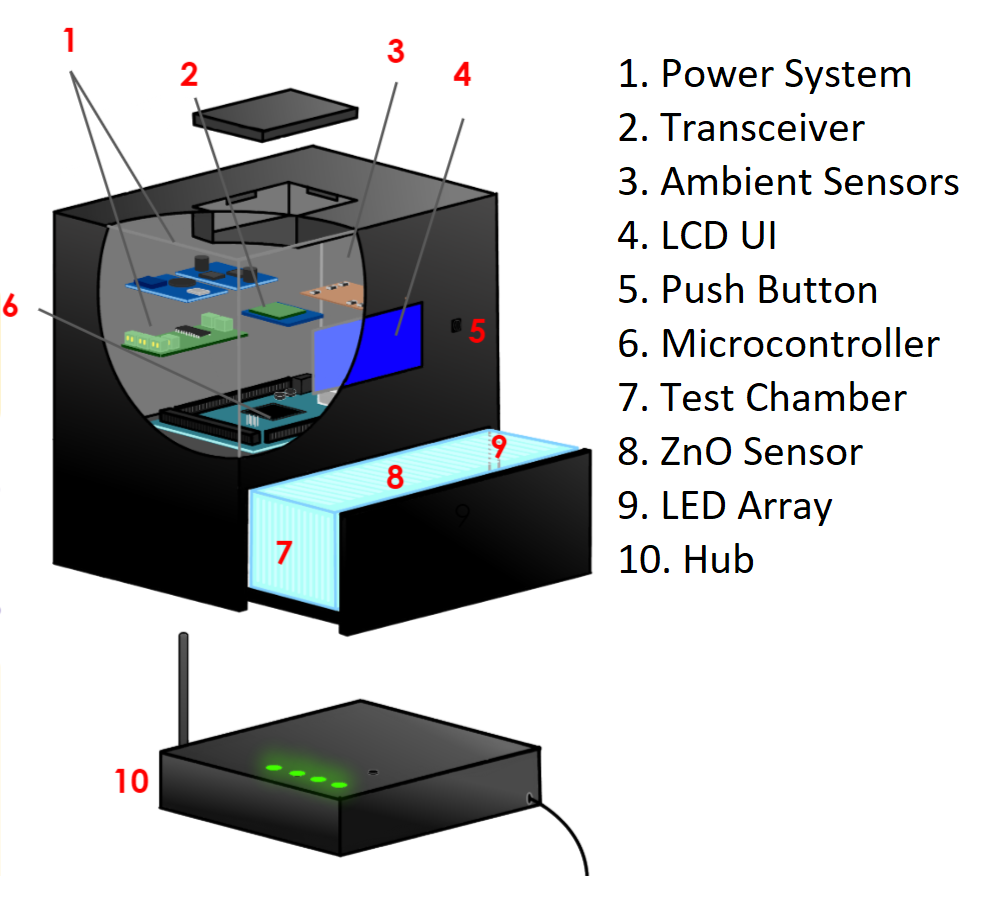 1
2
3
4
6
5
9
8
9
7
10
1. Power System
2. Transceiver
3. Ambient Sensors
4. LCD UI
5. Push Button
6. Microcontroller
7. Test Chamber
8. ZnO Sensor
9. LED Array
10. Hub